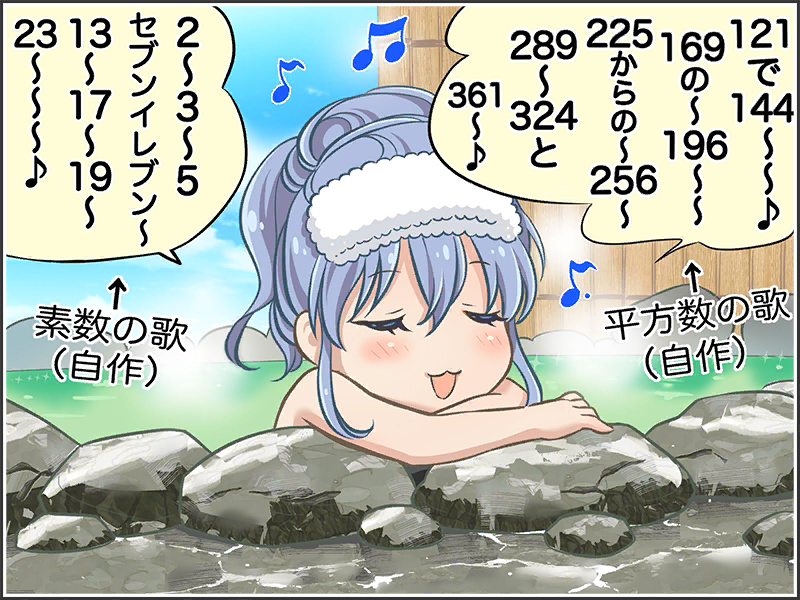 121で
144〜〜♪
169の〜
196〜〜
225からの〜
256〜
289〜
324と
361〜♪
↑
平方数の歌
（自作）
2〜3〜5
セブンイレブン〜
13〜17〜19〜
23〜〜〜〜♪
↑
素数の歌
（自作）